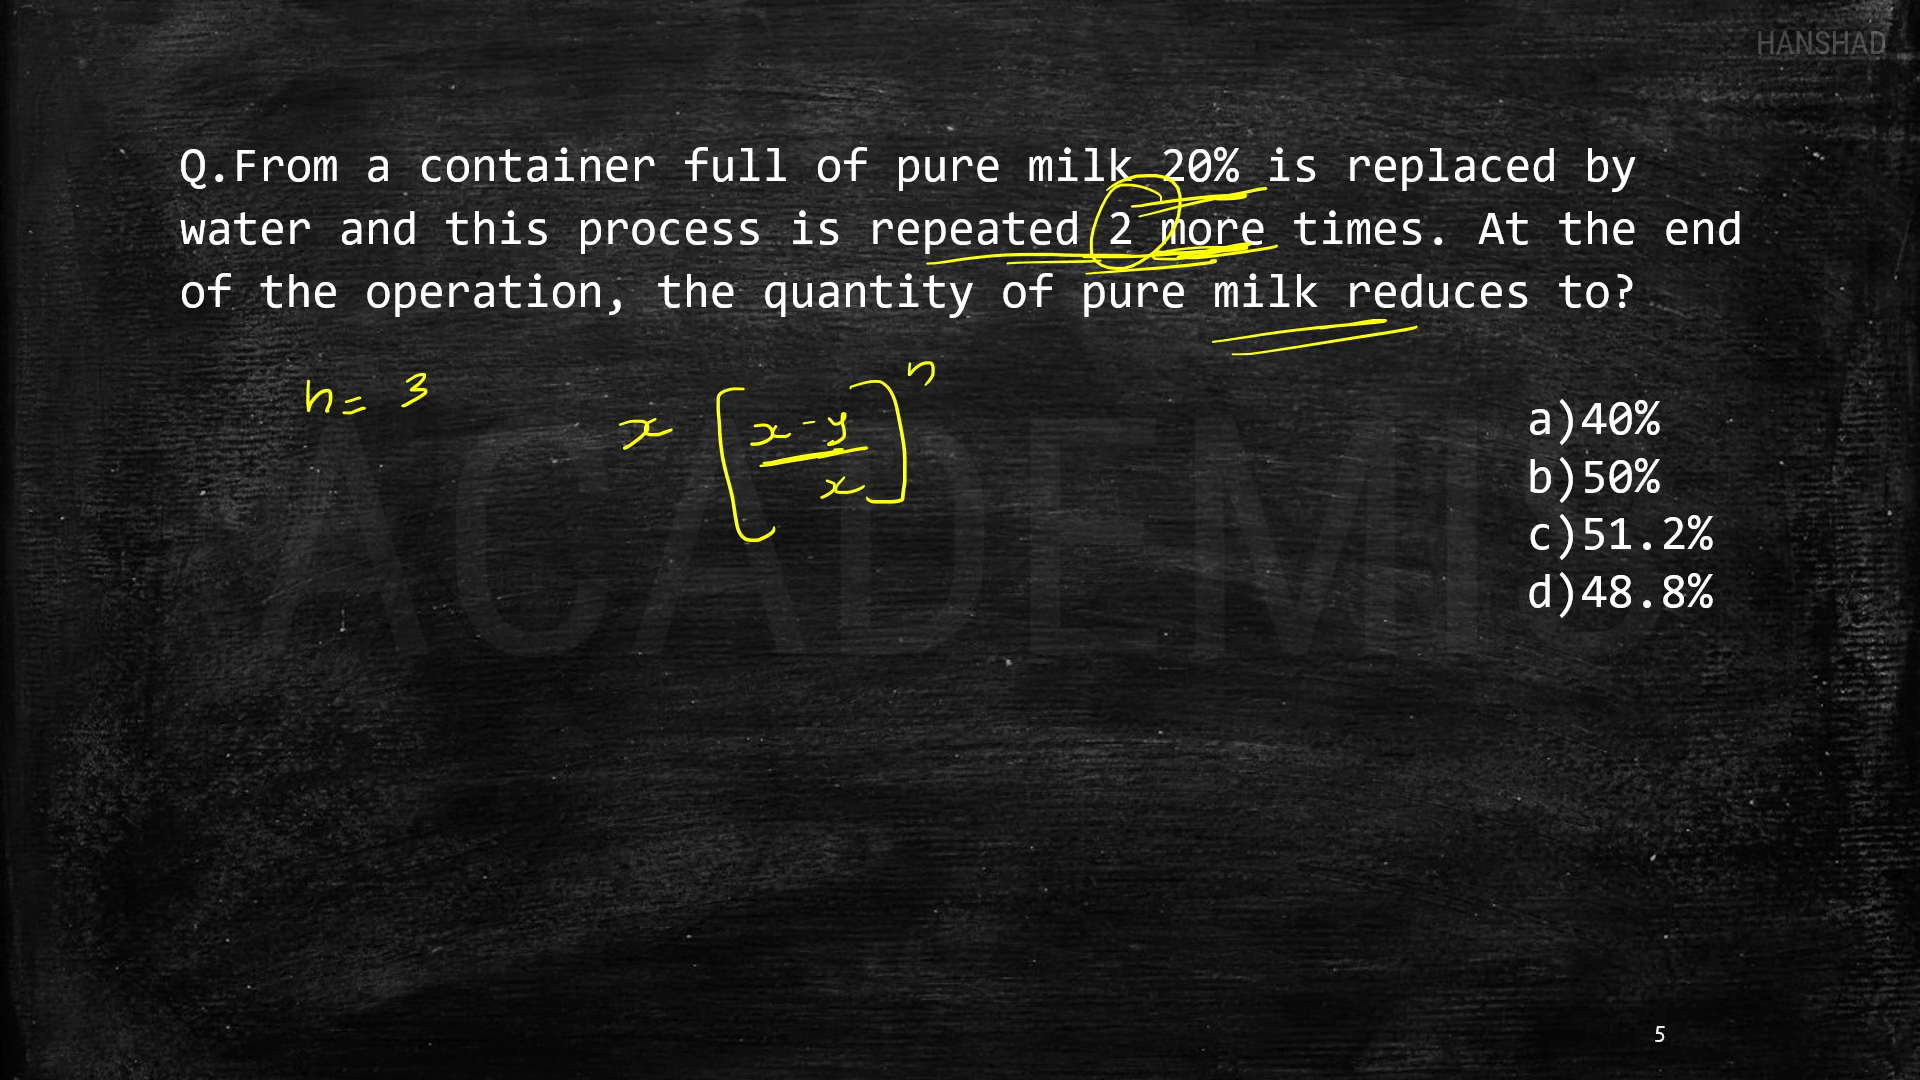 HANSHAD
Q.From a container full of pure milk 20% is replaced by
water and this process is repeated 2 more times. At the end
of the operation, the quantity of pure milk reduces to?
n = 3
x [x - y / x]^n
a)40%
b)50%
c)51.2%
d)48.8%
ACADEMIC
5